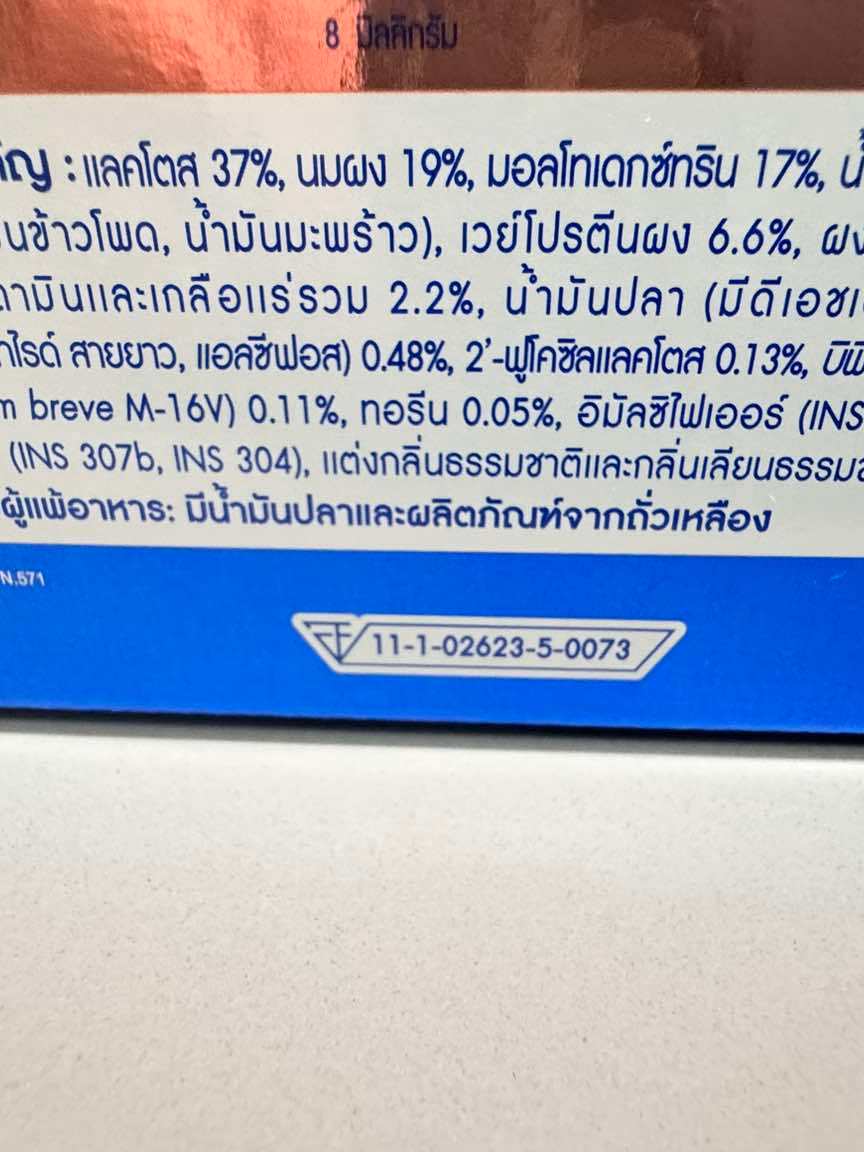 8 มิลลิกรัม
: แลคโตส 37%, นมผง 19%, มอลโทเดกซ์ทริน 17%,
ข้าวโพด, น้ำมันมะพร้าว), เวย์โปรตีนผง 6.6%, ผง
ตามินและเกลือแร่รวม 2.2%, น้ำมันปลา (มีดีเอชเ
าไรด์ สายยาว, แอลซีฟอส) 0.48%, 2'-ฟูโคซิลแลคโตส 0.13%,
m breve M-16V) 0.11%, ทอรีน 0.05%, อิมัลซิไฟเออร์ (INS
(INS 307b, INS 304), แต่งกลิ่นธรรมชาติและกลิ่นเลียนธรรมช
ผู้แพ้อาหาร: มีน้ำมันปลาและผลิตภัณฑ์จากถั่วเหลือง
N.571
11-1-02623-5-0073